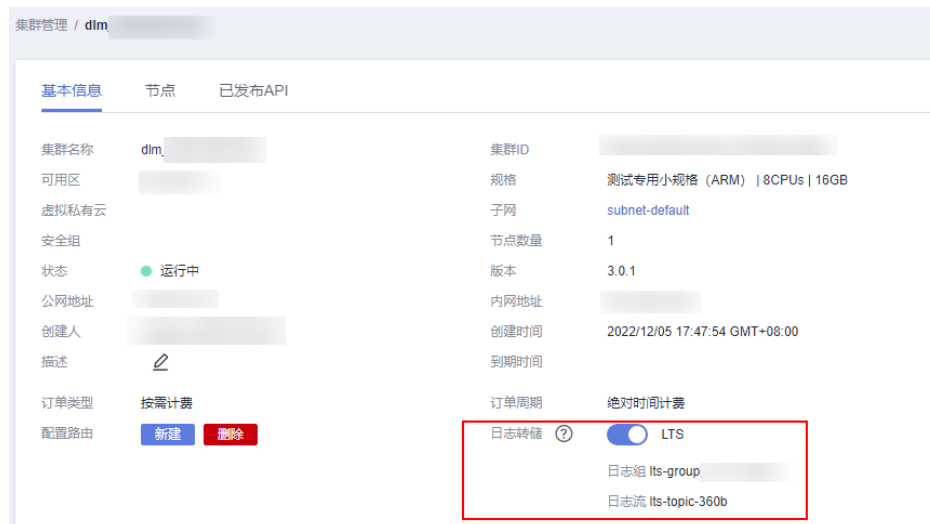 集群管理 / dlm_
基本信息 节点 已发布API
集群名称 dlm_ 集群ID
可用区 规格 测试专用小规格（ARM） | 8CPUs | 16GB
虚拟私有云 子网 subnet-default
安全组 节点数量 1
状态 运行中 版本 3.0.1
公网地址 内网地址
创建人 创建时间 2022/12/05 17:47:54 GMT+08:00
描述 到期时间
订单类型 按需计费 订单周期 绝对时间计费
配置路由 新建 删除 日志转储 ? LTS
日志组 lts-group
日志流 lts-topic-360b